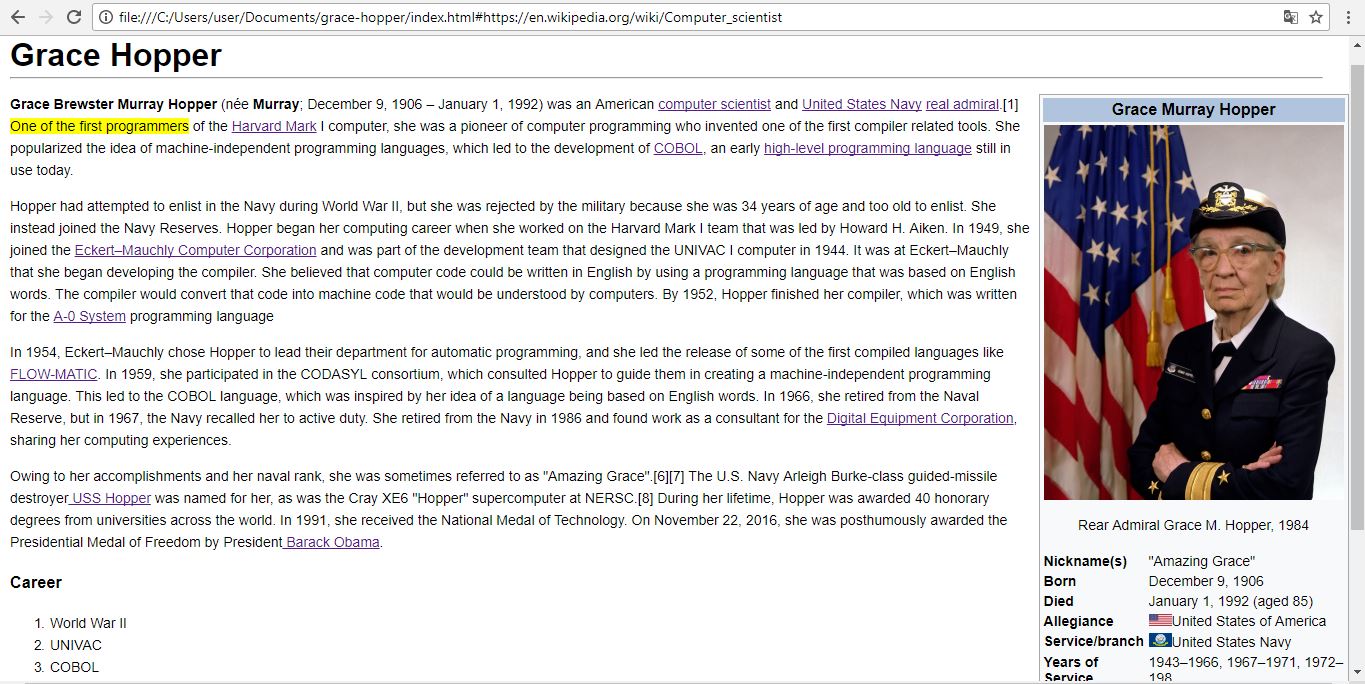 file:///C:/Users/user/Documents/grace-hopper/index.html#https://en.wikipedia.org/wiki/Computer_scientist
Grace Hopper
Grace Brewster Murray Hopper (née Murray; December 9, 1906 – January 1, 1992) was an American computer scientist and United States Navy real admiral.[1]
One of the first programmers of the Harvard Mark I computer, she was a pioneer of computer programming who invented one of the first compiler related tools. She
popularized the idea of machine-independent programming languages, which led to the development of COBOL, an early high-level programming language still in
use today.
Hopper had attempted to enlist in the Navy during World War II, but she was rejected by the military because she was 34 years of age and too old to enlist. She
instead joined the Navy Reserves. Hopper began her computing career when she worked on the Harvard Mark I team that was led by Howard H. Aiken. In 1949, she
joined the Eckert–Mauchly Computer Corporation and was part of the development team that designed the UNIVAC I computer in 1944. It was at Eckert–Mauchly
that she began developing the compiler. She believed that computer code could be written in English by using a programming language that was based on English
words. The compiler would convert that code into machine code that would be understood by computers. By 1952, Hopper finished her compiler, which was written
for the A-0 System programming language
In 1954, Eckert–Mauchly chose Hopper to lead their department for automatic programming, and she led the release of some of the first compiled languages like
FLOW-MATIC. In 1959, she participated in the CODASYL consortium, which consulted Hopper to guide them in creating a machine-independent programming
language. This led to the COBOL language, which was inspired by her idea of a language being based on English words. In 1966, she retired from the Naval
Reserve, but in 1967, the Navy recalled her to active duty. She retired from the Navy in 1986 and found work as a consultant for the Digital Equipment Corporation,
sharing her computing experiences.
Owing to her accomplishments and her naval rank, she was sometimes referred to as "Amazing Grace".[6][7] The U.S. Navy Arleigh Burke-class guided-missile
destroyer USS Hopper was named for her, as was the Cray XE6 "Hopper" supercomputer at NERSC.[8] During her lifetime, Hopper was awarded 40 honorary
degrees from universities across the world. In 1991, she received the National Medal of Technology. On November 22, 2016, she was posthumously awarded the
Presidential Medal of Freedom by President Barack Obama.
Career
1. World War II
2. UNIVAC
3. COBOL
Grace Murray Hopper
Rear Admiral Grace M. Hopper, 1984
Nickname(s) "Amazing Grace"
Born December 9, 1906
Died January 1, 1992 (aged 85)
Allegiance United States of America
Service/branch United States Navy
Years of 1943–1966, 1967–1971, 1972–
Service 198